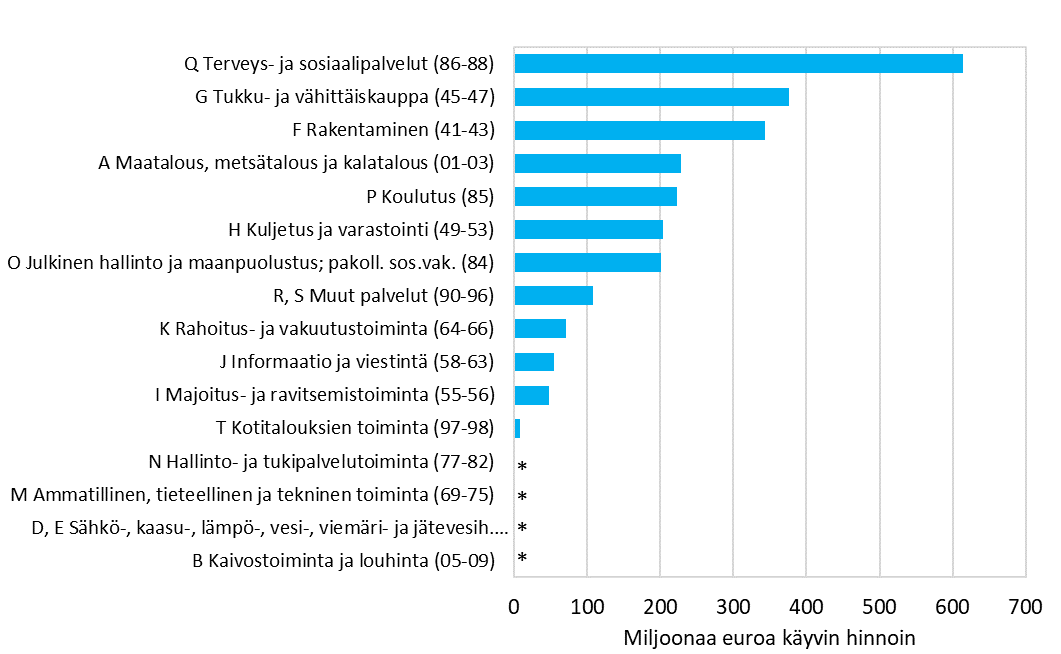 Q Terveys- ja sosiaalipalvelut (86-88)
G Tukku- ja vähittäiskauppa (45-47)
F Rakentaminen (41-43)
A Maatalous, metsätalous ja kalatalous (01-03)
P Koulutus (85)
H Kuljetus ja varastointi (49-53)
O Julkinen hallinto ja maanpuolustus; pakoll. sos.vak. (84)
R, S Muut palvelut (90-96)
K Rahoitus- ja vakuutustoiminta (64-66)
J Informaatio ja viestintä (58-63)
I Majoitus- ja ravitsemistoiminta (55-56)
T Kotitalouksien toiminta (97-98)
N Hallinto- ja tukipalvelutoiminta (77-82) *
M Ammatillinen, tieteellinen ja tekninen toiminta (69-75) *
D, E Sähkö-, kaasu-, lämpö-, vesi-, viemäri- ja jätevesih.... *
B Kaivostoiminta ja louhinta (05-09) *
0 100 200 300 400 500 600 700
Miljoonaa euroa käyvin hinnoin